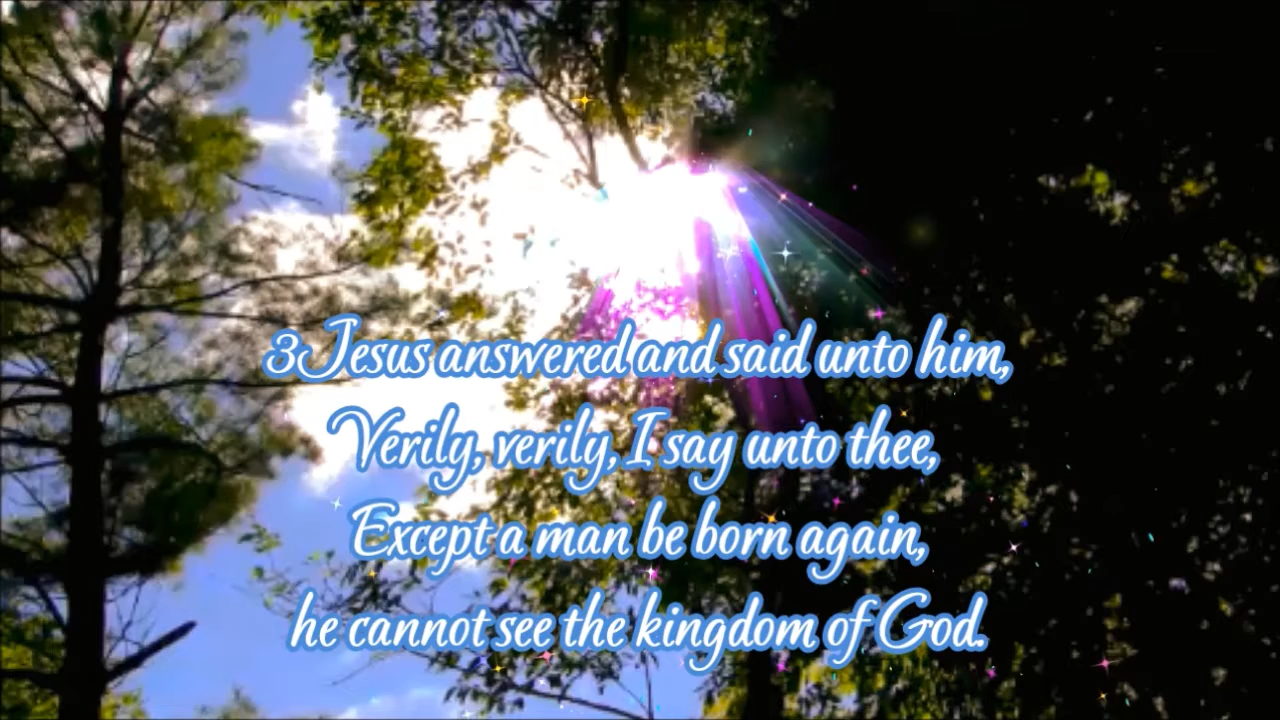 3Jesus answered and said unto him,
Verily, verily, I say unto thee,
Except a man be born again,
he cannot see the kingdom of God.